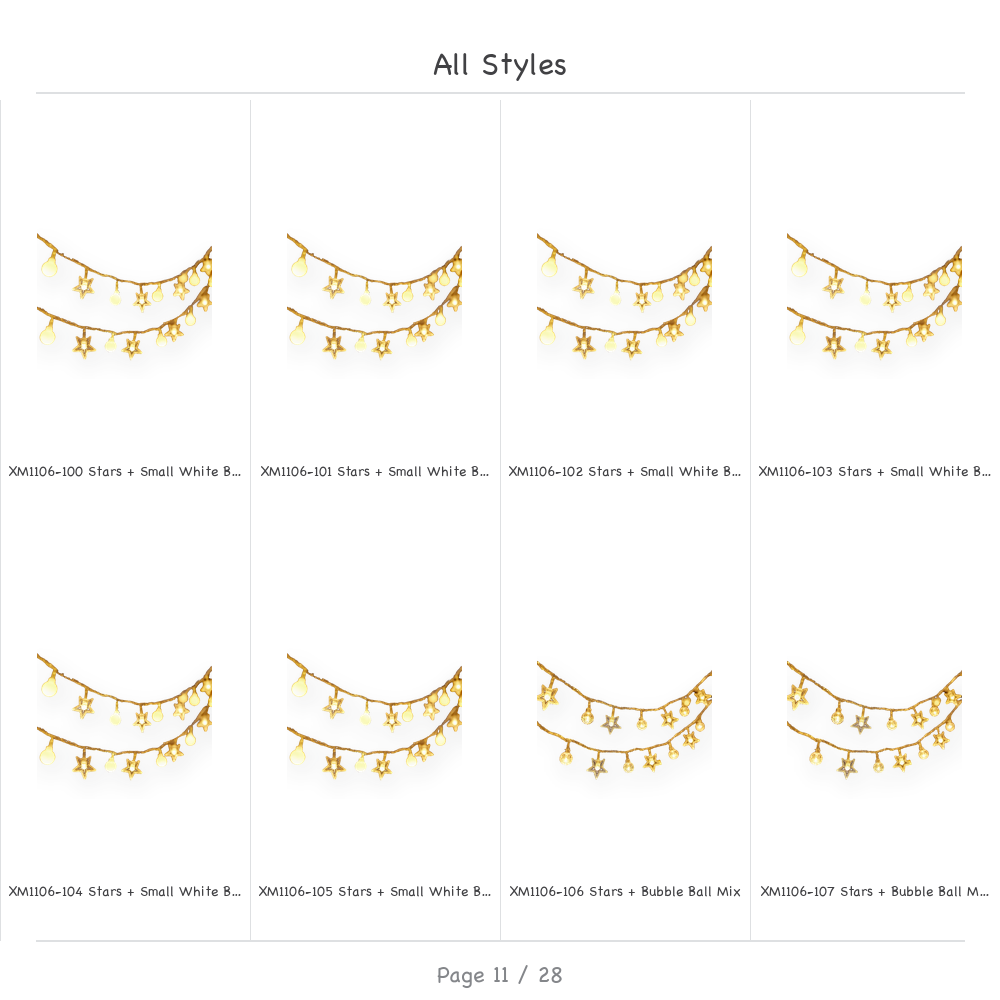 All Styles
XM1106-100 Stars + Small White B...
XM1106-101 Stars + Small White B...
XM1106-102 Stars + Small White B...
XM1106-103 Stars + Small White B...
XM1106-104 Stars + Small White B...
XM1106-105 Stars + Small White B...
XM1106-106 Stars + Bubble Ball Mix
XM1106-107 Stars + Bubble Ball M...
Page 11 / 28